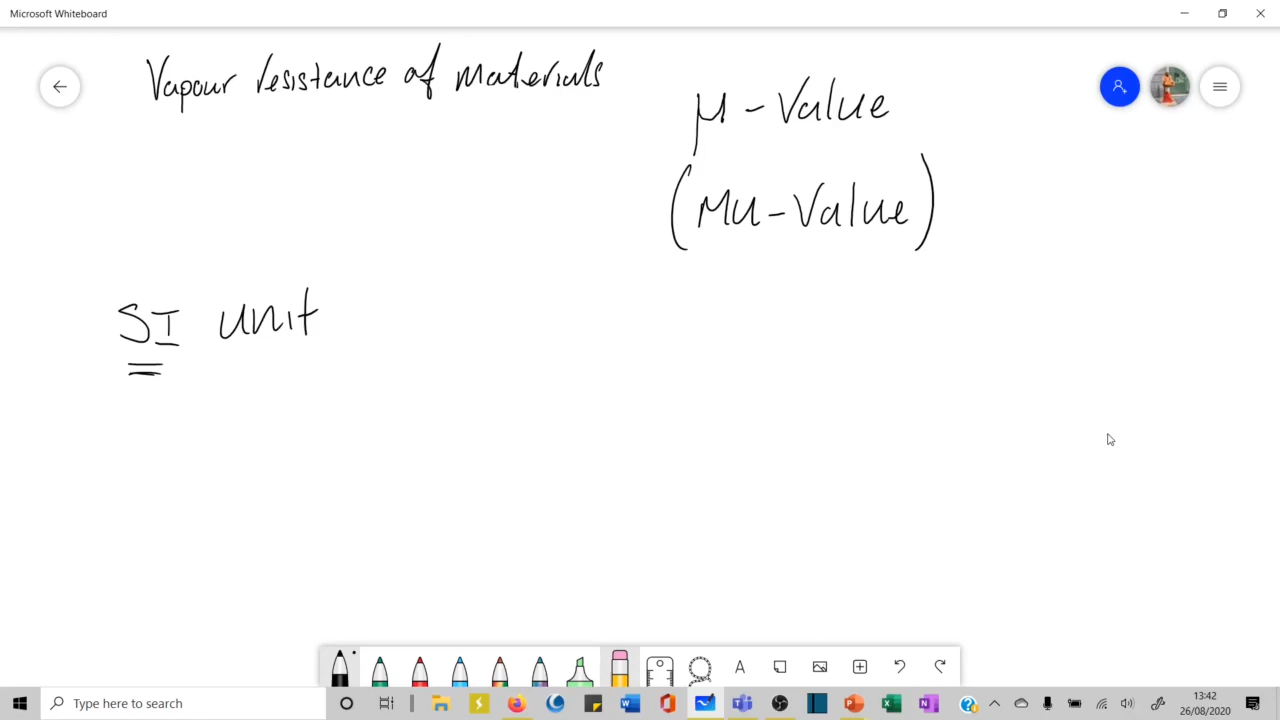 Microsoft Whiteboard
Vapour resistance of materials
μ - Value
(Mu - Value)
SI unit
Type here to search
13:42
26/08/2020